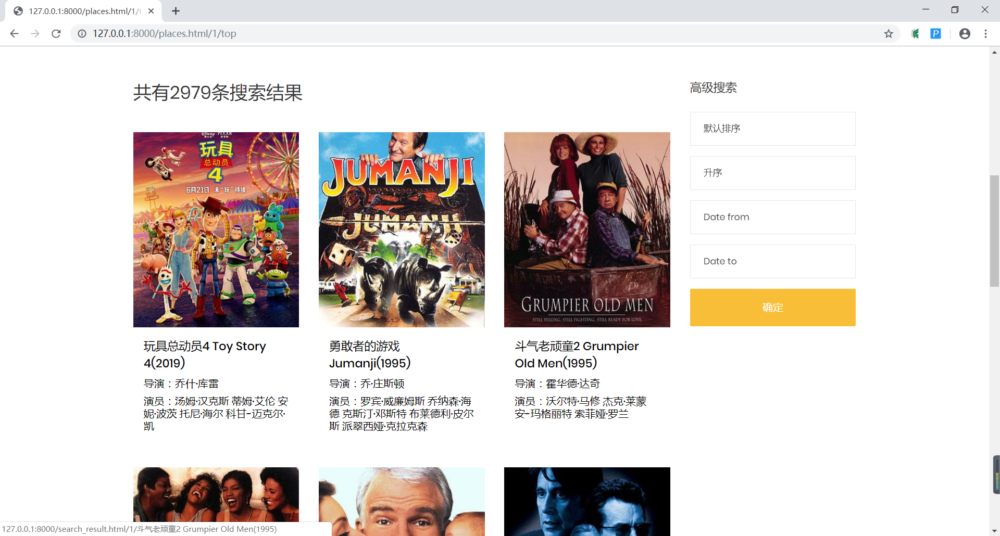 127.0.0.1:8000/places.html/1/t
127.0.0.1:8000/places.html/1/top
共有2979条搜索结果
高级搜索
默认排序
升序
Date from
Date to
确定
Disney·PIXAR
玩具
总动员
4
6月21日 未“玩”待续
JUMANJI
JUMANJI
GRUMPIER OLD MEN
STILL YELLING. STILL FIGHTING. STILL READY FOR LOVE.
玩具总动员4 Toy Story
4(2019)
导演：乔什·库雷
演员：汤姆·汉克斯 蒂姆·艾伦 安
妮·波茨 托尼·海尔 科甘-迈克尔·
凯
勇敢者的游戏
Jumanji(1995)
导演：乔·庄斯顿
演员：罗宾·威廉姆斯 乔纳森·海
德 克斯汀·邓斯特 布莱德利·皮尔
斯 派翠西娅·克拉克森
斗气老顽童2 Grumpier
Old Men(1995)
导演：霍华德·达奇
演员：沃尔特·马修 杰克·莱蒙
安-玛格丽特 索菲娅·罗兰
127.0.0.1:8000/search_result.html/1/斗气老顽童2 Grumpier Old Men(1995)